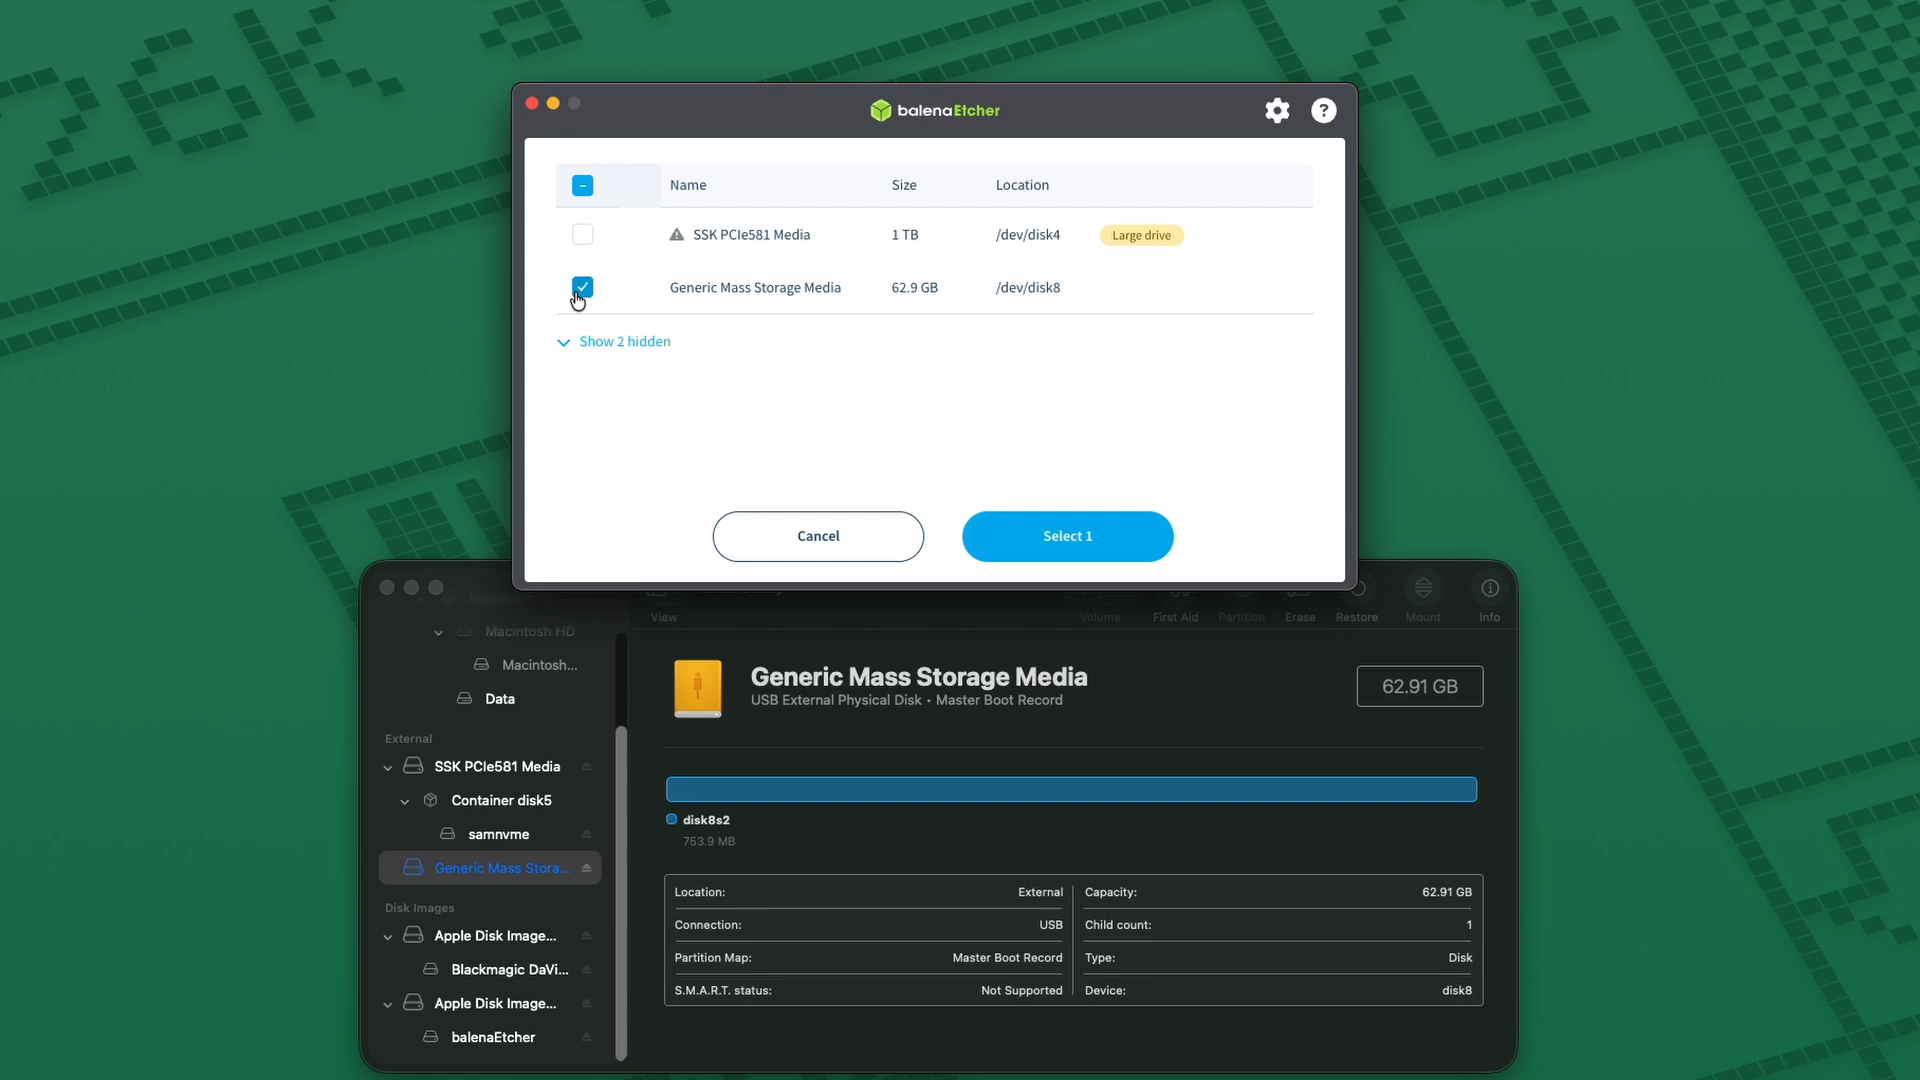 balenaEtcher
Name Size Location
SSK PCIe581 Media 1 TB /dev/disk4 Large drive
Generic Mass Storage Media 62.9 GB /dev/disk8
Show 2 hidden
Cancel Select 1
View Volume First Aid Partition Erase Restore Mount Info
Macintosh HD
Macintosh...
Data
External
SSK PCIe581 Media
Container disk5
samnvme
Generic Mass Stora...
Disk Images
Apple Disk Image...
Blackmagic DaVi...
Apple Disk Image...
balenaEtcher
Generic Mass Storage Media
USB External Physical Disk • Master Boot Record
62.91 GB
disk8s2
753.9 MB
Location: External Capacity: 62.91 GB
Connection: USB Child count: 1
Partition Map: Master Boot Record Type: Disk
S.M.A.R.T. status: Not Supported Device: disk8